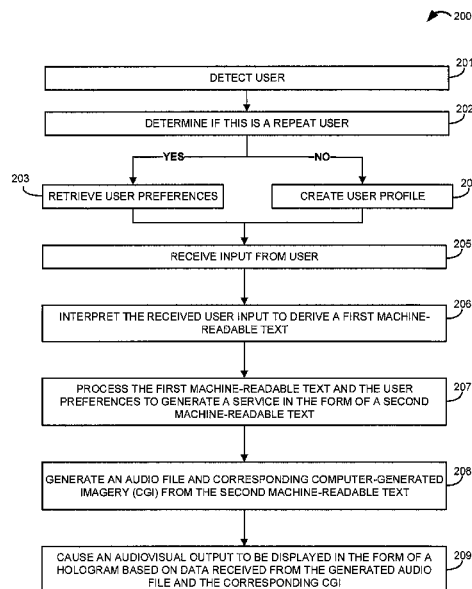 200
201
DETECT USER
202
DETERMINE IF THIS IS A REPEAT USER
YES
NO
203
RETRIEVE USER PREFERENCES
20
CREATE USER PROFILE
205
RECEIVE INPUT FROM USER
206
INTERPRET THE RECEIVED USER INPUT TO DERIVE A FIRST MACHINE-
READABLE TEXT
207
PROCESS THE FIRST MACHINE-READABLE TEXT AND THE USER
PREFERENCES TO GENERATE A SERVICE IN THE FORM OF A SECOND
MACHINE-READABLE TEXT
208
GENERATE AN AUDIO FILE AND CORRESPONDING COMPUTER-GENERATED
IMAGERY (CGI) FROM THE SECOND MACHINE-READABLE TEXT
209
CAUSE AN AUDIOVISUAL OUTPUT TO BE DISPLAYED IN THE FORM OF A
HOLOGRAM BASED ON DATA RECEIVED FROM THE GENERATED AUDIO
FILE AND THE CORRESPONDING CGI